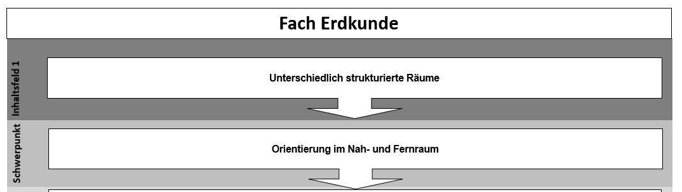 Fach Erdkunde
Inhaltsfeld 1
Unterschiedlich strukturierte Räume
Schwerpunkt
Orientierung im Nah- und Fernraum